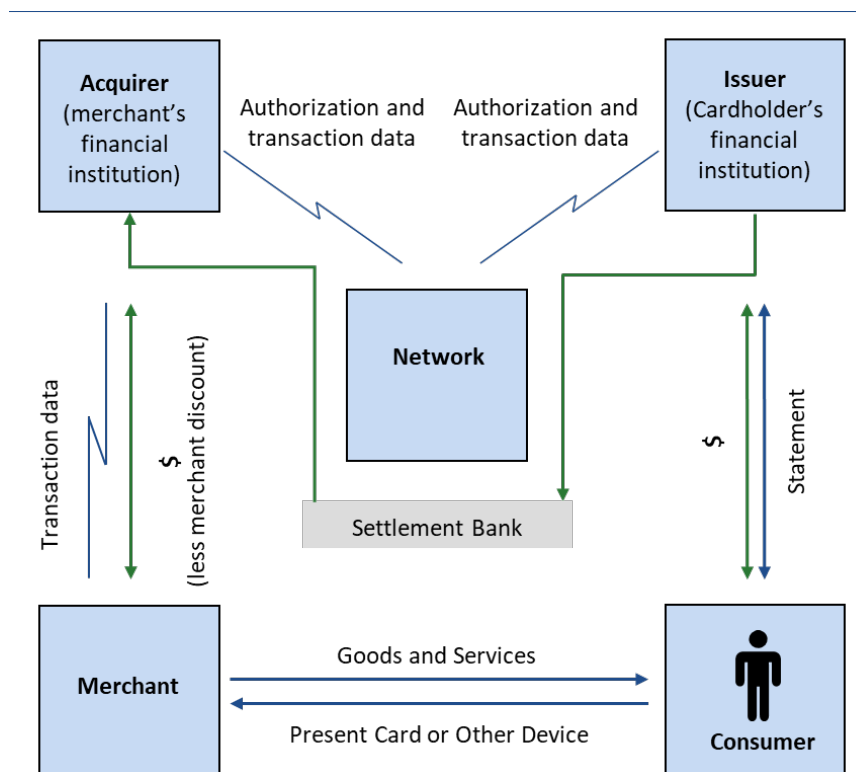 Acquirer
(merchant's
financial
institution)
Authorization and
transaction data
Authorization and
transaction data
Issuer
(Cardholder's
financial
institution)
Network
Transaction data
$
(less merchant discount)
$
Statement
Settlement Bank
Merchant
Goods and Services
Present Card or Other Device
Consumer